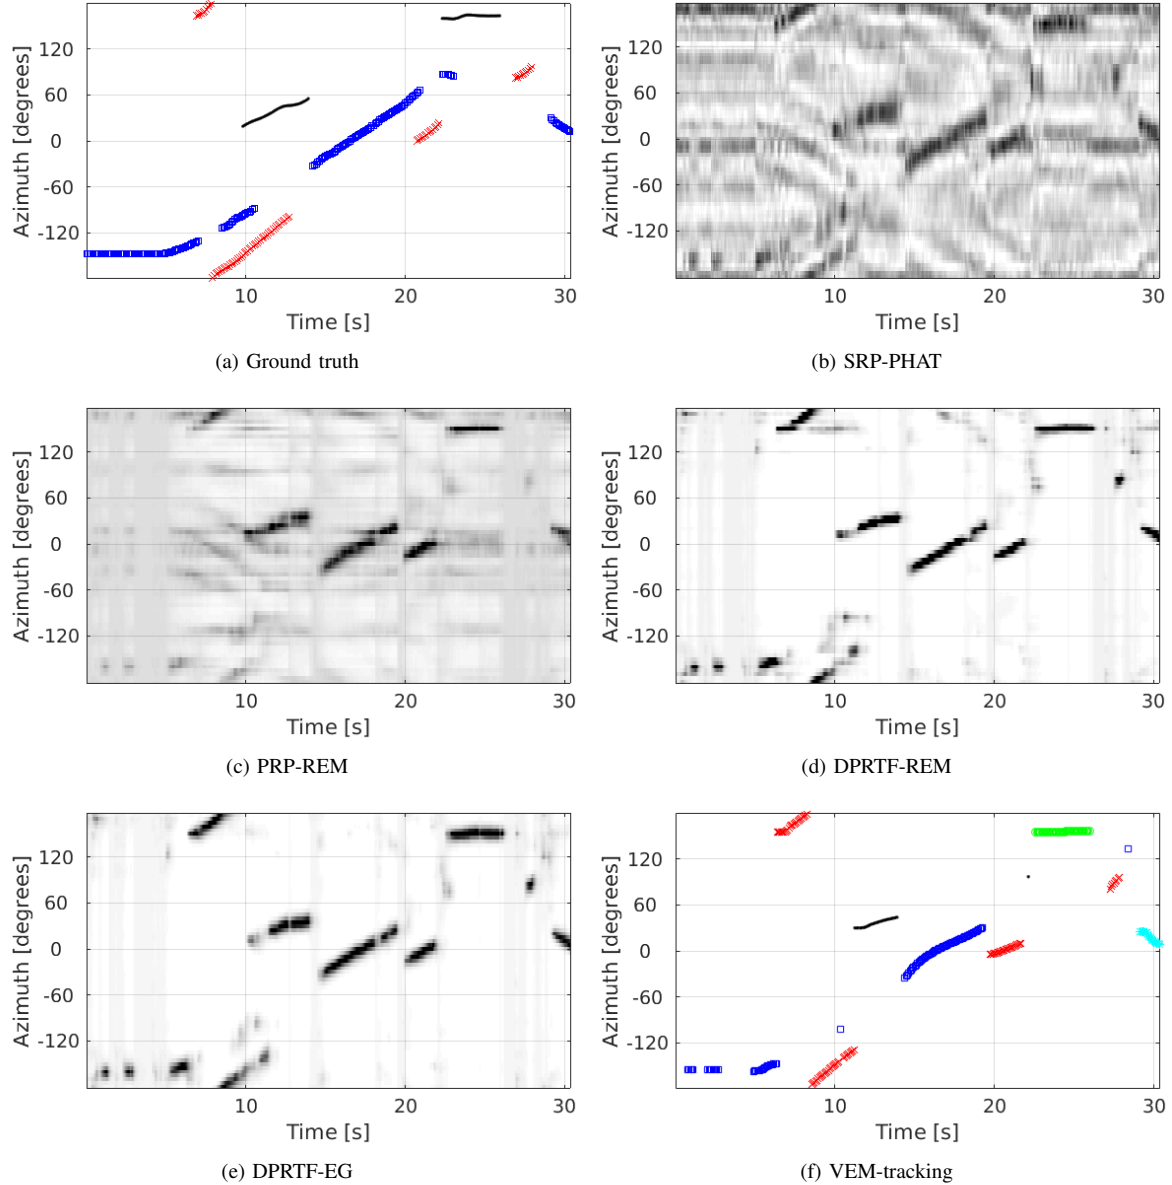 120
60
0
-60
-120
Azimuth [degrees]
10
20
30
Time [s]
(a) Ground truth
120
60
0
-60
-120
Azimuth [degrees]
10
20
30
Time [s]
(b) SRP-PHAT
120
60
0
-60
-120
Azimuth [degrees]
10
20
30
Time [s]
(c) PRP-REM
120
60
0
-60
-120
Azimuth [degrees]
10
20
30
Time [s]
(d) DPRTF-REM
120
60
0
-60
-120
Azimuth [degrees]
10
20
30
Time [s]
(e) DPRTF-EG
120
60
0
-60
-120
Azimuth [degrees]
10
20
30
Time [s]
(f) VEM-tracking